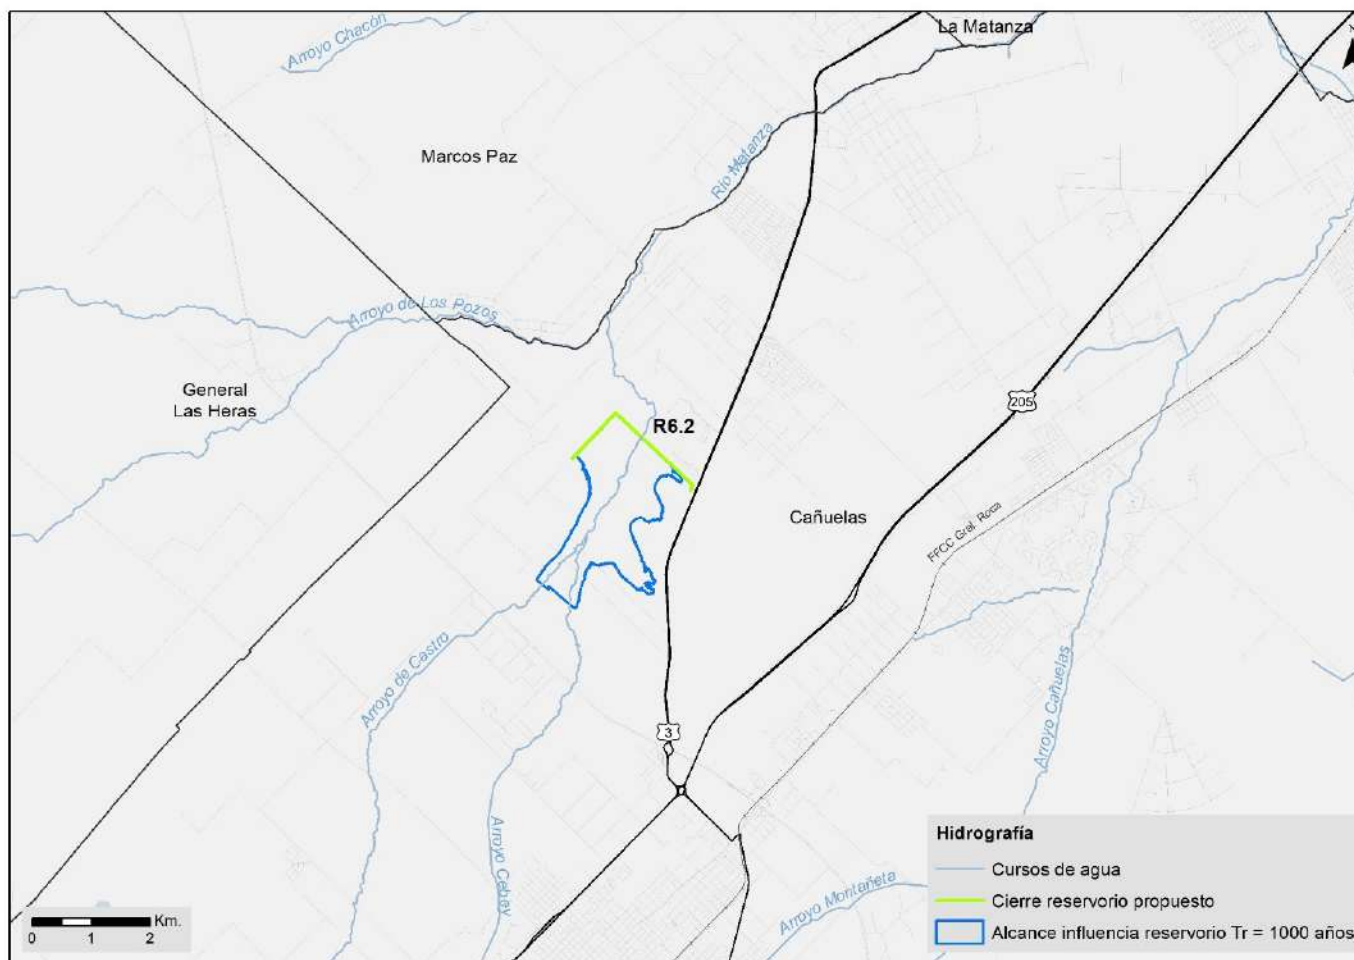 La Matanza
Arroyo Chacón
Marcos Paz
Río Matanza
Arroyo de Los Pozos
General
Las Heras
205
R6.2
Cañuelas
FFCC Gral. Roca
Arroyo de Castro
Arroyo Cañuelas
3
Arroyo Cebey
Arroyo Montañeta
Hidrografía
Cursos de agua
Cierre reservorio propuesto
Alcance influencia reservorio Tr = 1000 años
Km.
0 1 2